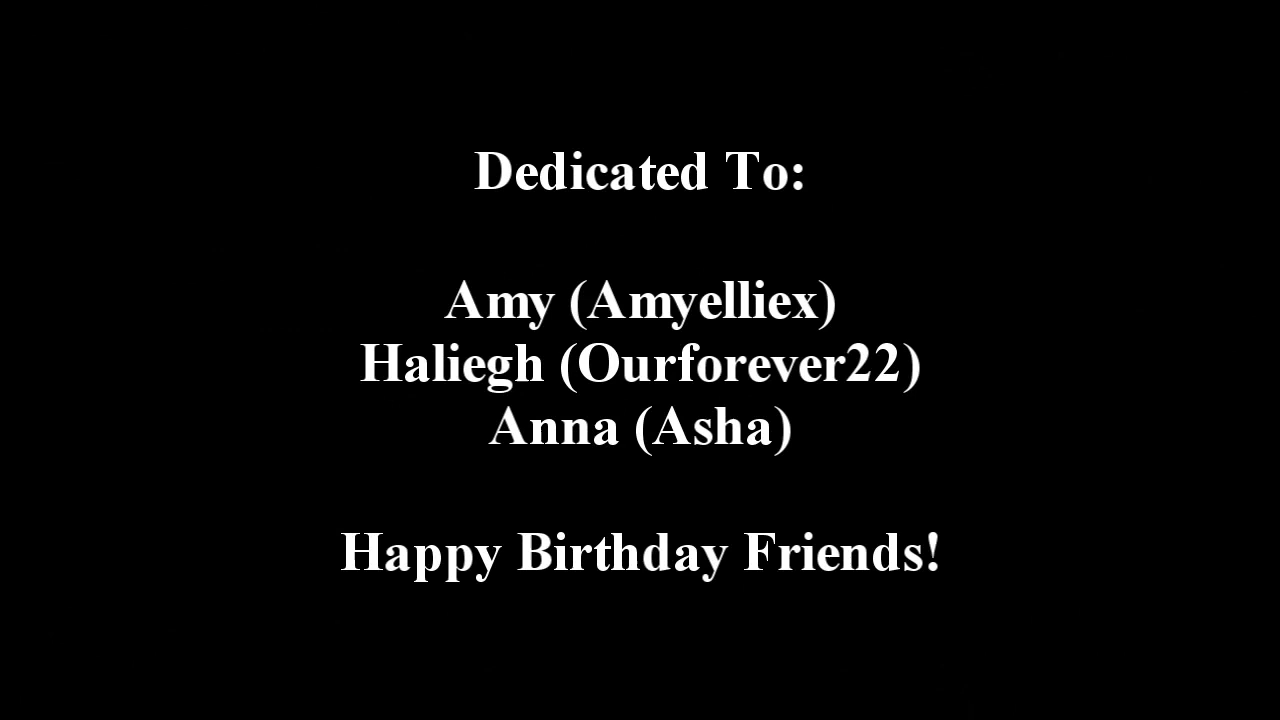 Dedicated To:
Amy (Amyelliex)
Haliegh (Ourforever22)
Anna (Asha)
Happy Birthday Friends!